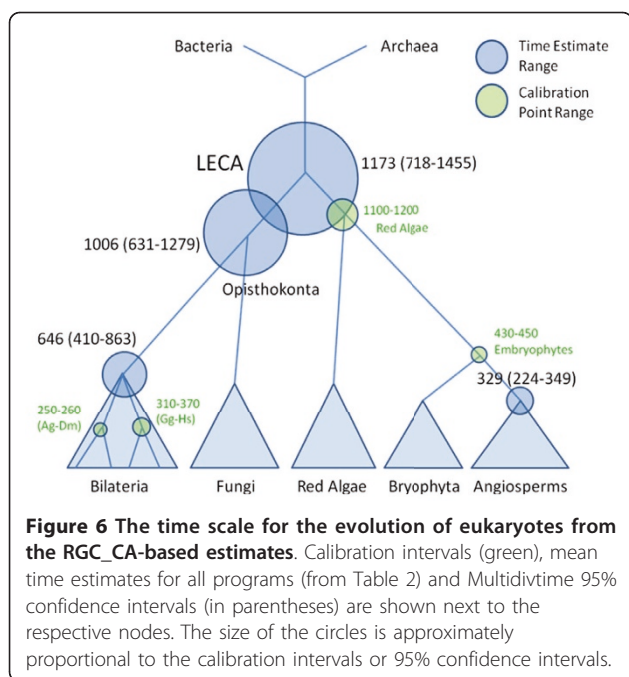 Bacteria
Archaea
Time Estimate
Range
Calibration
Point Range
LECA
1173 (718-1455)
1100-1200
Red Algae
1006 (631-1279)
Opisthokonta
646 (410-863)
430-450
Embryophytes
329 (224-349)
250-260
(Ag-Dm)
310-370
(Gg-Hs)
Bilateria
Fungi
Red Algae
Bryophyta
Angiosperms
Figure 6 The time scale for the evolution of eukaryotes from
the RGC_CA-based estimates. Calibration intervals (green), mean
time estimates for all programs (from Table 2) and Multidivtime 95%
confidence intervals (in parentheses) are shown next to the
respective nodes. The size of the circles is approximately
proportional to the calibration intervals or 95% confidence intervals.